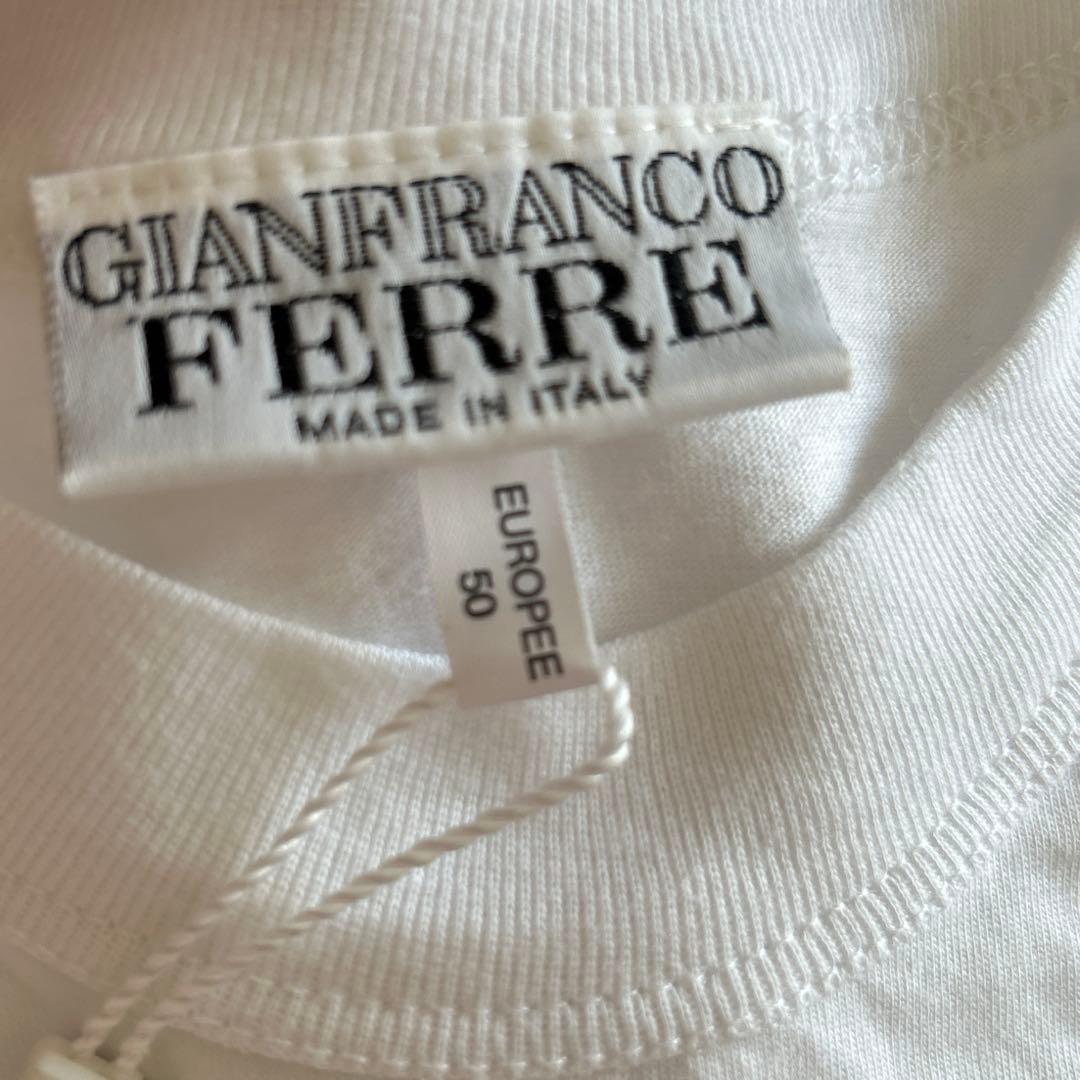 GIANFRANCO
FERRE
MADE IN ITALY
EUROPEE
50